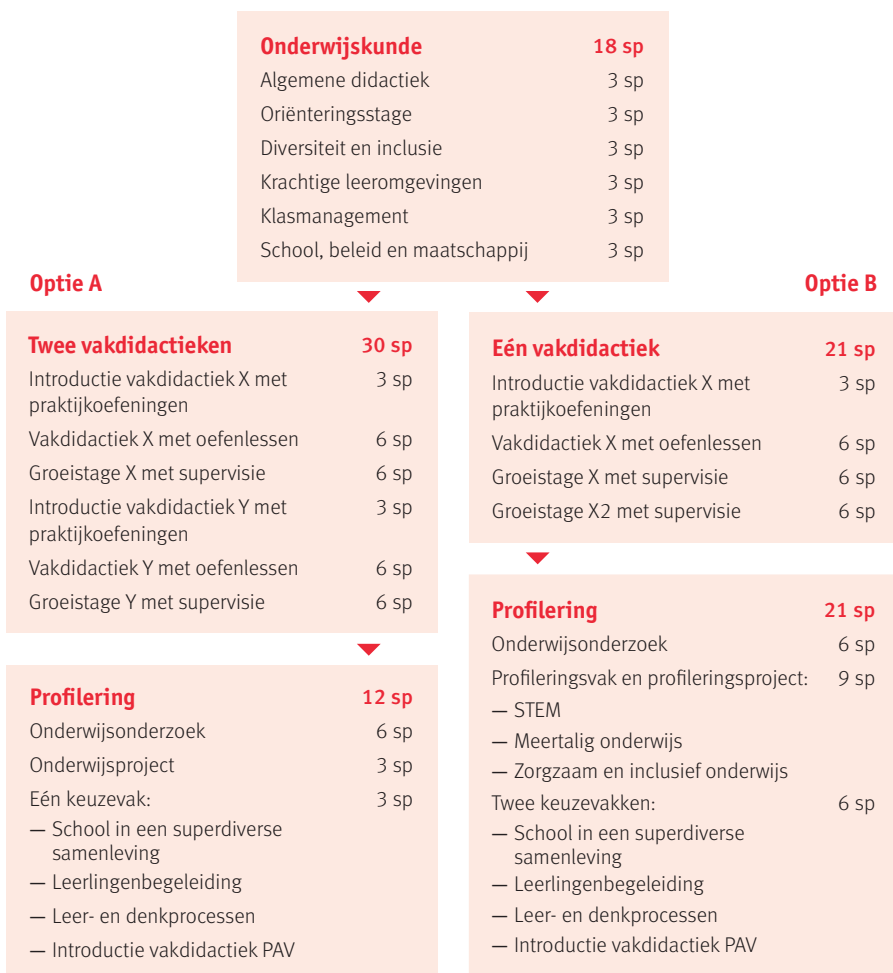 Onderwijskunde 18 sp
Algemene didactiek 3 sp
Oriënteringsstage 3 sp
Diversiteit en inclusie 3 sp
Krachtige leeromgevingen 3 sp
Klasmanagement 3 sp
School, beleid en maatschappij 3 sp
Optie A
Twee vakdidactieken 30 sp
Introductie vakdidactiek X met 3 sp
praktijkoefeningen
Vakdidactiek X met oefenlessen 6 sp
Groeistage X met supervisie 6 sp
Introductie vakdidactiek Y met 3 sp
praktijkoefeningen
Vakdidactiek Y met oefenlessen 6 sp
Groeistage Y met supervisie 6 sp
Profilering 12 sp
Onderwijsonderzoek 6 sp
Onderwijsproject 3 sp
Eén keuzevak: 3 sp
— School in een superdiverse
samenleving
— Leerlingenbegeleiding
— Leer- en denkprocessen
— Introductie vakdidactiek PAV
Optie B
Eén vakdidactiek 21 sp
Introductie vakdidactiek X met 3 sp
praktijkoefeningen
Vakdidactiek X met oefenlessen 6 sp
Groeistage X met supervisie 6 sp
Groeistage X2 met supervisie 6 sp
Profilering 21 sp
Onderwijsonderzoek 6 sp
Profileringsvak en profileringsproject: 9 sp
— STEM
— Meertalig onderwijs
— Zorgzaam en inclusief onderwijs
Twee keuzevakken: 6 sp
— School in een superdiverse
samenleving
— Leerlingenbegeleiding
— Leer- en denkprocessen
— Introductie vakdidactiek PAV